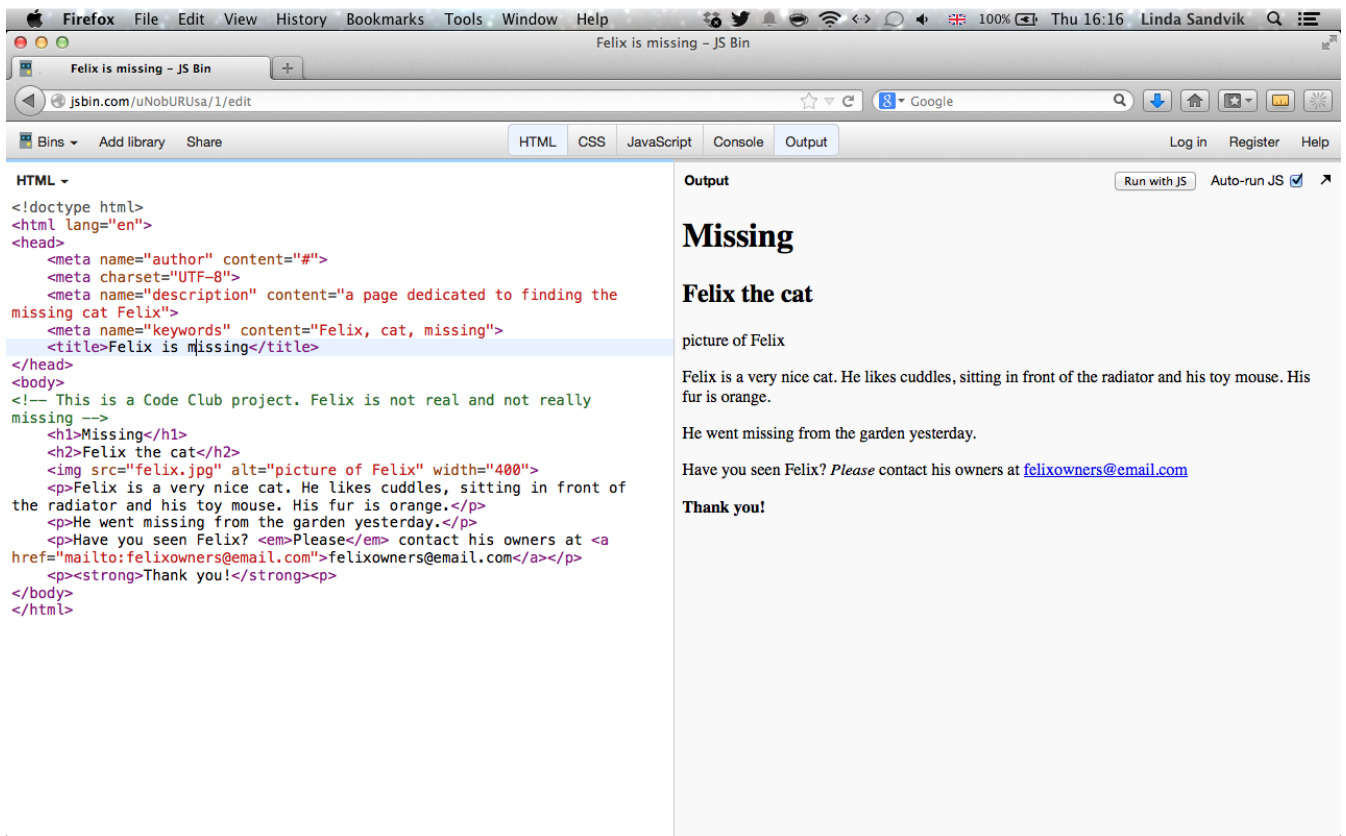 Firefox File Edit View History Bookmarks Tools Window Help 100% Thu 16:16 Linda Sandvik
Felix is missing – JS Bin
Felix is missing – JS Bin
jsbin.com/uNobURUsa/1/edit
Google
Bins Add library Share HTML CSS JavaScript Console Output Log in Register Help
HTML
<!doctype html>
<html lang="en">
<head>
    <meta name="author" content="#">
    <meta charset="UTF-8">
    <meta name="description" content="a page dedicated to finding the
missing cat Felix">
    <meta name="keywords" content="Felix, cat, missing">
    <title>Felix is missing</title>
</head>
<body>
<!-- This is a Code Club project. Felix is not real and not really
missing -->
    <h1>Missing</h1>
    <h2>Felix the cat</h2>
    <img src="felix.jpg" alt="picture of Felix" width="400">
    <p>Felix is a very nice cat. He likes cuddles, sitting in front of
the radiator and his toy mouse. His fur is orange.</p>
    <p>He went missing from the garden yesterday.</p>
    <p>Have you seen Felix? <em>Please</em> contact his owners at <a
href="mailto:felixowners@email.com">felixowners@email.com</a></p>
    <p><strong>Thank you!</strong><p>
</body>
</html>
Output Run with JS Auto-run JS
Missing
Felix the cat
picture of Felix
Felix is a very nice cat. He likes cuddles, sitting in front of the radiator and his toy mouse. His
fur is orange.
He went missing from the garden yesterday.
Have you seen Felix? Please contact his owners at felixowners@email.com
Thank you!